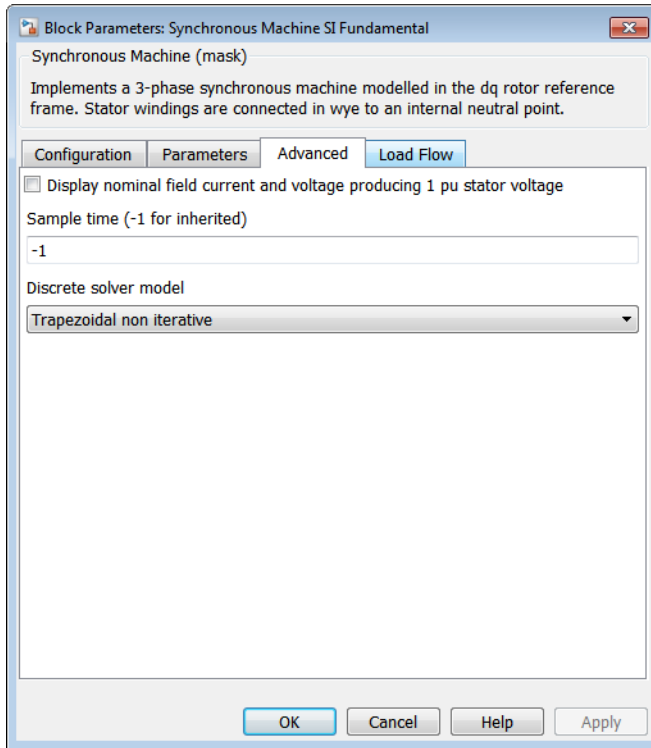 Block Parameters: Synchronous Machine SI Fundamental
Synchronous Machine (mask)
Implements a 3-phase synchronous machine modelled in the dq rotor reference
frame. Stator windings are connected in wye to an internal neutral point.
Configuration Parameters Advanced Load Flow
Display nominal field current and voltage producing 1 pu stator voltage
Sample time (-1 for inherited)
-1
Discrete solver model
Trapezoidal non iterative
OK Cancel Help Apply